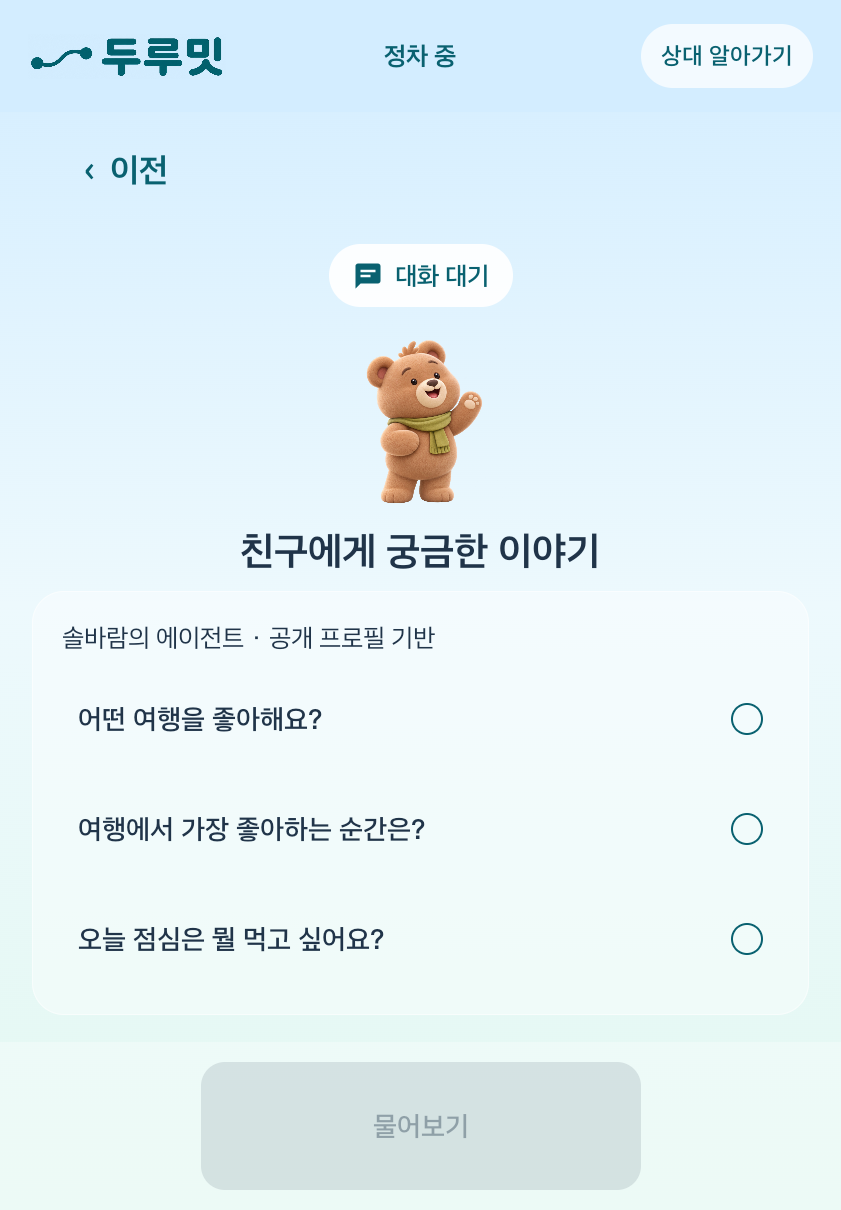 두루밋
정차 중
상대 알아가기
이전
대화 대기
친구에게 궁금한 이야기
솔바람의 에이전트 · 공개 프로필 기반
어떤 여행을 좋아해요?
여행에서 가장 좋아하는 순간은?
오늘 점심은 뭘 먹고 싶어요?
물어보기